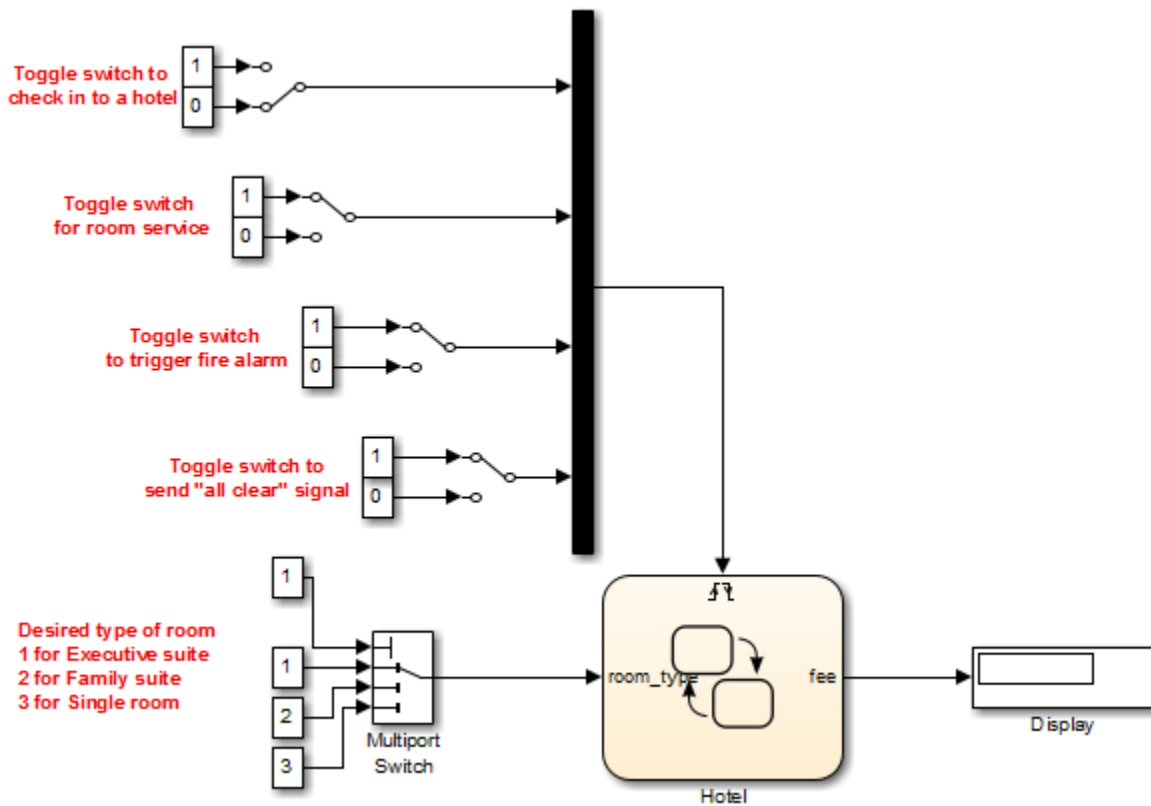 Toggle switch to
check in to a hotel
1
0
Toggle switch
for room service
1
0
Toggle switch
to trigger fire alarm
1
0
Toggle switch to
send "all clear" signal
1
0
Desired type of room
1 for Executive suite
2 for Family suite
3 for Single room
1
1
2
3
Multiport
Switch
room_type
fee
Hotel
Display